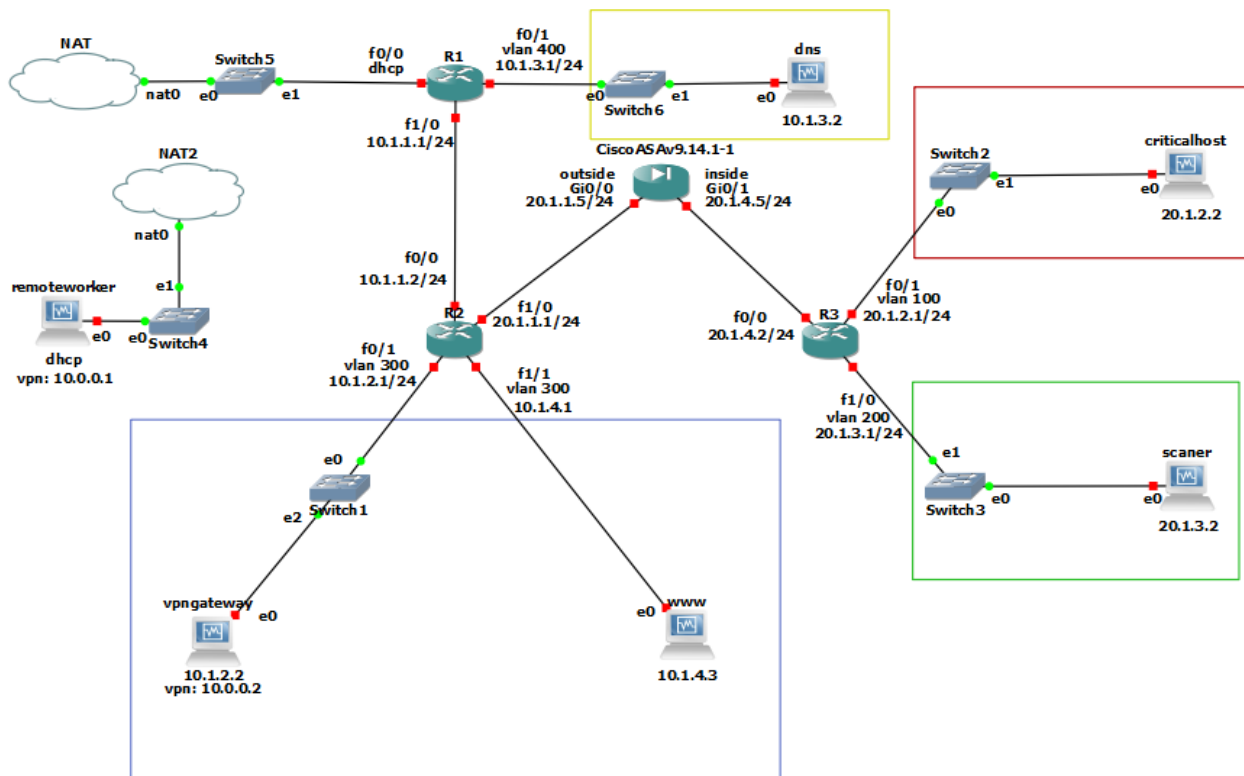 NAT
nat0
e0
Switch5
e1
f0/0
dhcp
R1
f0/1
vlan 400
10.1.3.1/24
e0
Switch6
e1
dns
e0
10.1.3.2
f1/0
10.1.1.1/24
NAT2
nat0
e1
remoteworker
e0
e0
Switch4
dhcp
vpn: 10.0.0.1
CiscoASAv9.14.1-1
outside
Gi0/0
20.1.1.5/24
inside
Gi0/1
20.1.4.5/24
Switch2
e1
e0
criticalhost
e0
20.1.2.2
f0/0
10.1.1.2/24
R2
f1/0
20.1.1.1/24
f0/1
vlan 300
10.1.2.1/24
f1/1
vlan 300
10.1.4.1
f0/0
20.1.4.2/24
R3
f0/1
vlan 100
20.1.2.1/24
f1/0
vlan 200
20.1.3.1/24
e1
Switch3
e0
scaner
e0
20.1.3.2
e0
Switch1
e2
vpngateway
e0
10.1.2.2
vpn: 10.0.0.2
www
e0
10.1.4.3